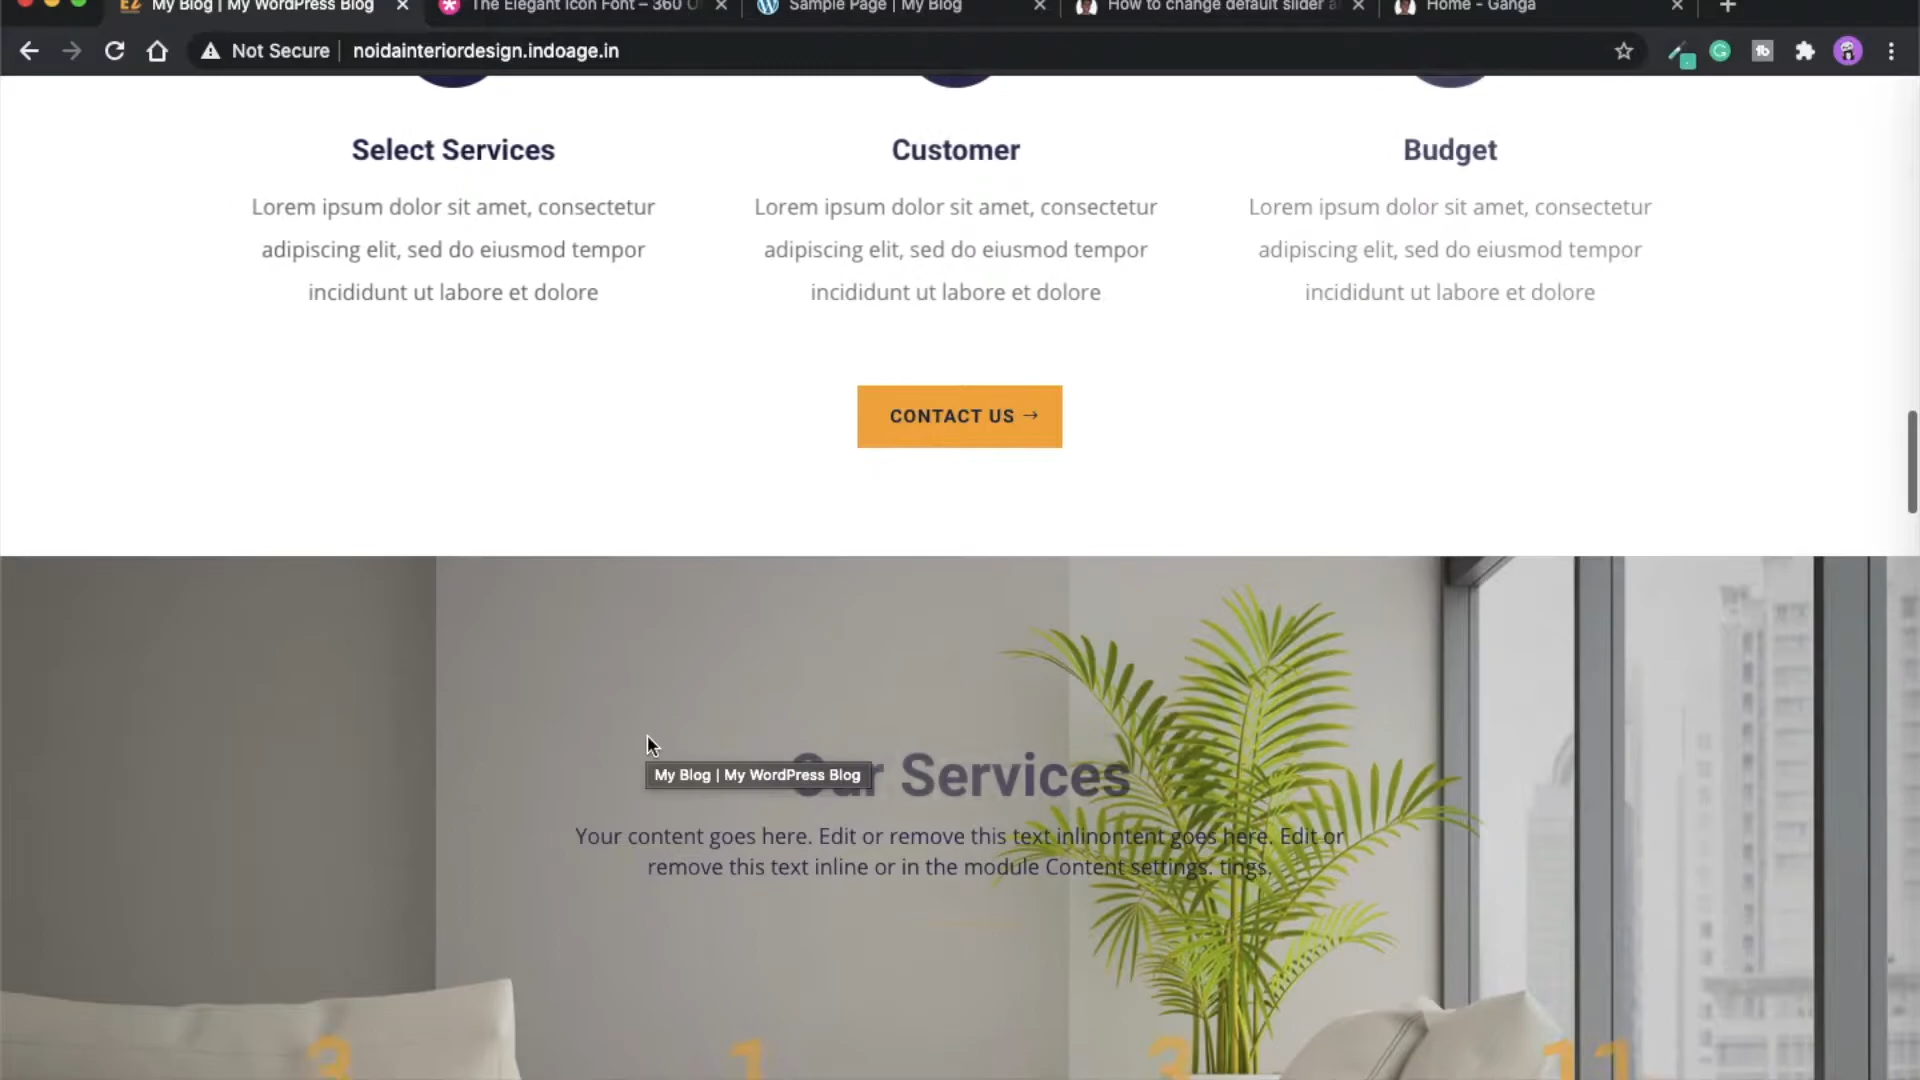 My Blog | My WordPress Blog
The Elegant Icon Font – 360
Sample Page | My Blog
How to change default slider
Home - Ganga
Not Secure
noidainteriordesign.indoage.in
Select Services
Customer
Budget
Lorem ipsum dolor sit amet, consectetur
adipiscing elit, sed do eiusmod tempor
incididunt ut labore et dolore
Lorem ipsum dolor sit amet, consectetur
adipiscing elit, sed do eiusmod tempor
incididunt ut labore et dolore
Lorem ipsum dolor sit amet, consectetur
adipiscing elit, sed do eiusmod tempor
incididunt ut labore et dolore
CONTACT US →
Our Services
My Blog | My WordPress Blog
Your content goes here. Edit or remove this text inlinontent goes here. Edit or
remove this text inline or in the module Content settings. tings.
3
1
3
11